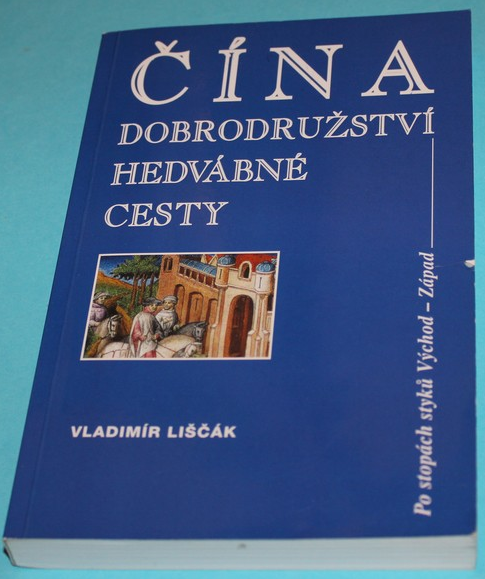 ČÍNA
DOBRODRUŽSTVÍ
HEDVÁBNÉ
CESTY
Po stopách styků Východ – Západ
VLADIMÍR LIŠČÁK